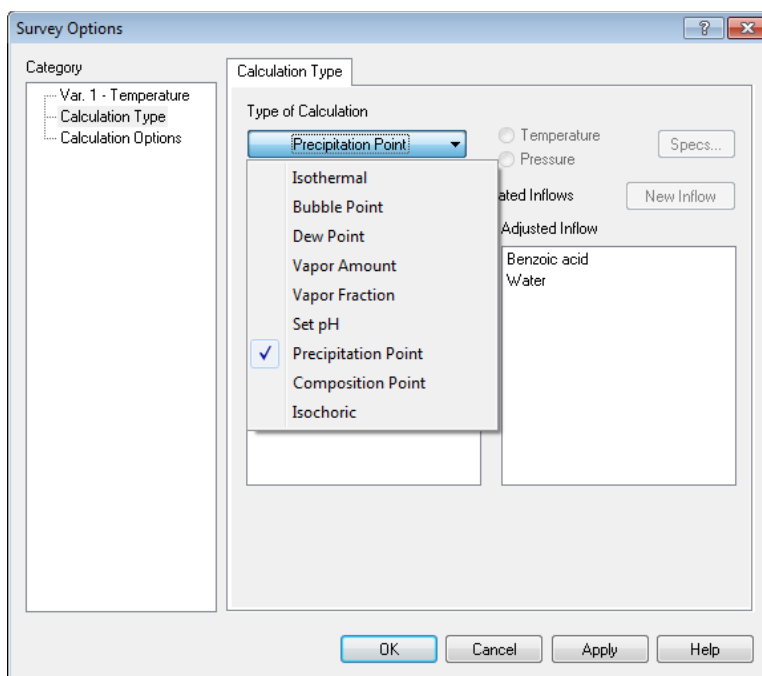 Survey Options
Category
Var. 1 - Temperature
Calculation Type
Calculation Options
Calculation Type
Type of Calculation
Precipitation Point
Temperature
Pressure
Specs...
Isothermal
Bubble Point
Dew Point
Vapor Amount
Vapor Fraction
Set pH
Precipitation Point
Composition Point
Isochoric
ated Inflows
New Inflow
Adjusted Inflow
Benzoic acid
Water
OK
Cancel
Apply
Help